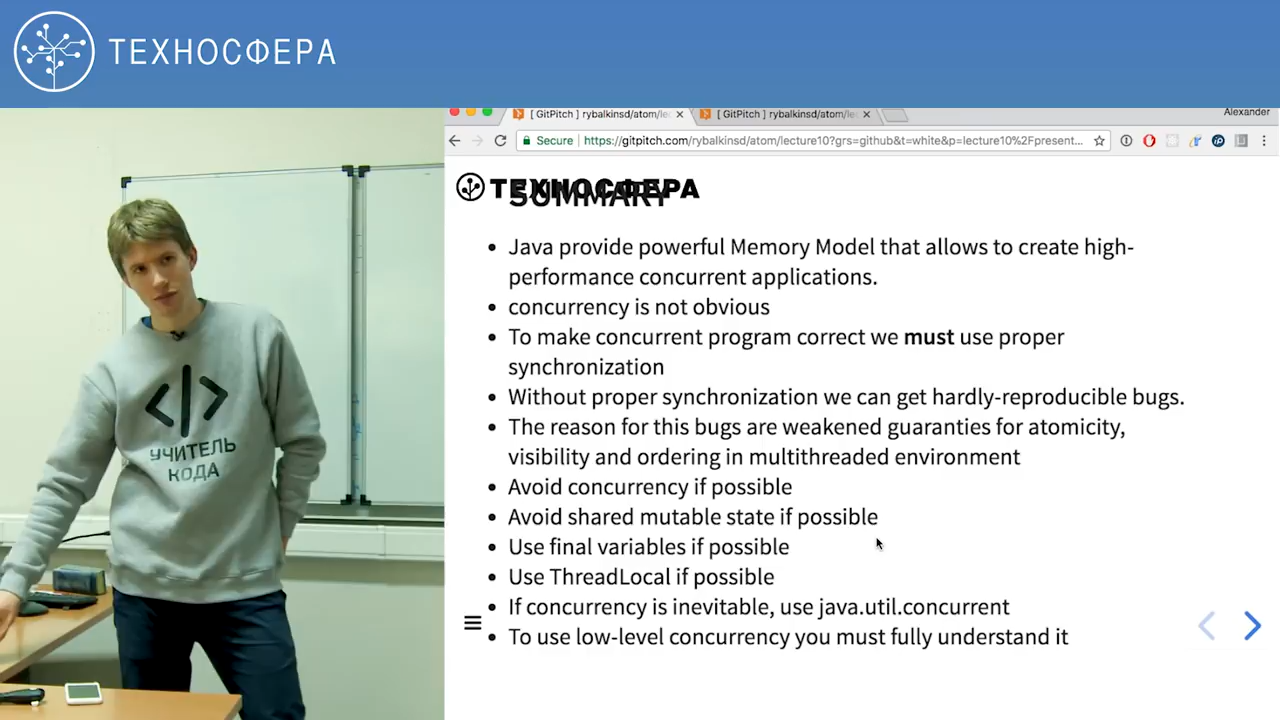 ТЕХНОСФЕРА
[ GitPitch ] rybalkinsd/atom/lec
[ GitPitch ] rybalkinsd/atom/lec
Alexander
Secure
https://gitpitch.com/rybalkinsd/atom/lecture10?grs=github&t=white&p=lecture10%2Fpresent...
ТЕХНОСФЕРА
SUMMARY
• Java provide powerful Memory Model that allows to create high-
performance concurrent applications.
• concurrency is not obvious
• To make concurrent program correct we must use proper
synchronization
• Without proper synchronization we can get hardly-reproducible bugs.
• The reason for this bugs are weakened guaranties for atomicity,
visibility and ordering in multithreaded environment
• Avoid concurrency if possible
• Avoid shared mutable state if possible
• Use final variables if possible
• Use ThreadLocal if possible
• If concurrency is inevitable, use java.util.concurrent
• To use low-level concurrency you must fully understand it
</>
УЧИТЕЛЬ
КОДА